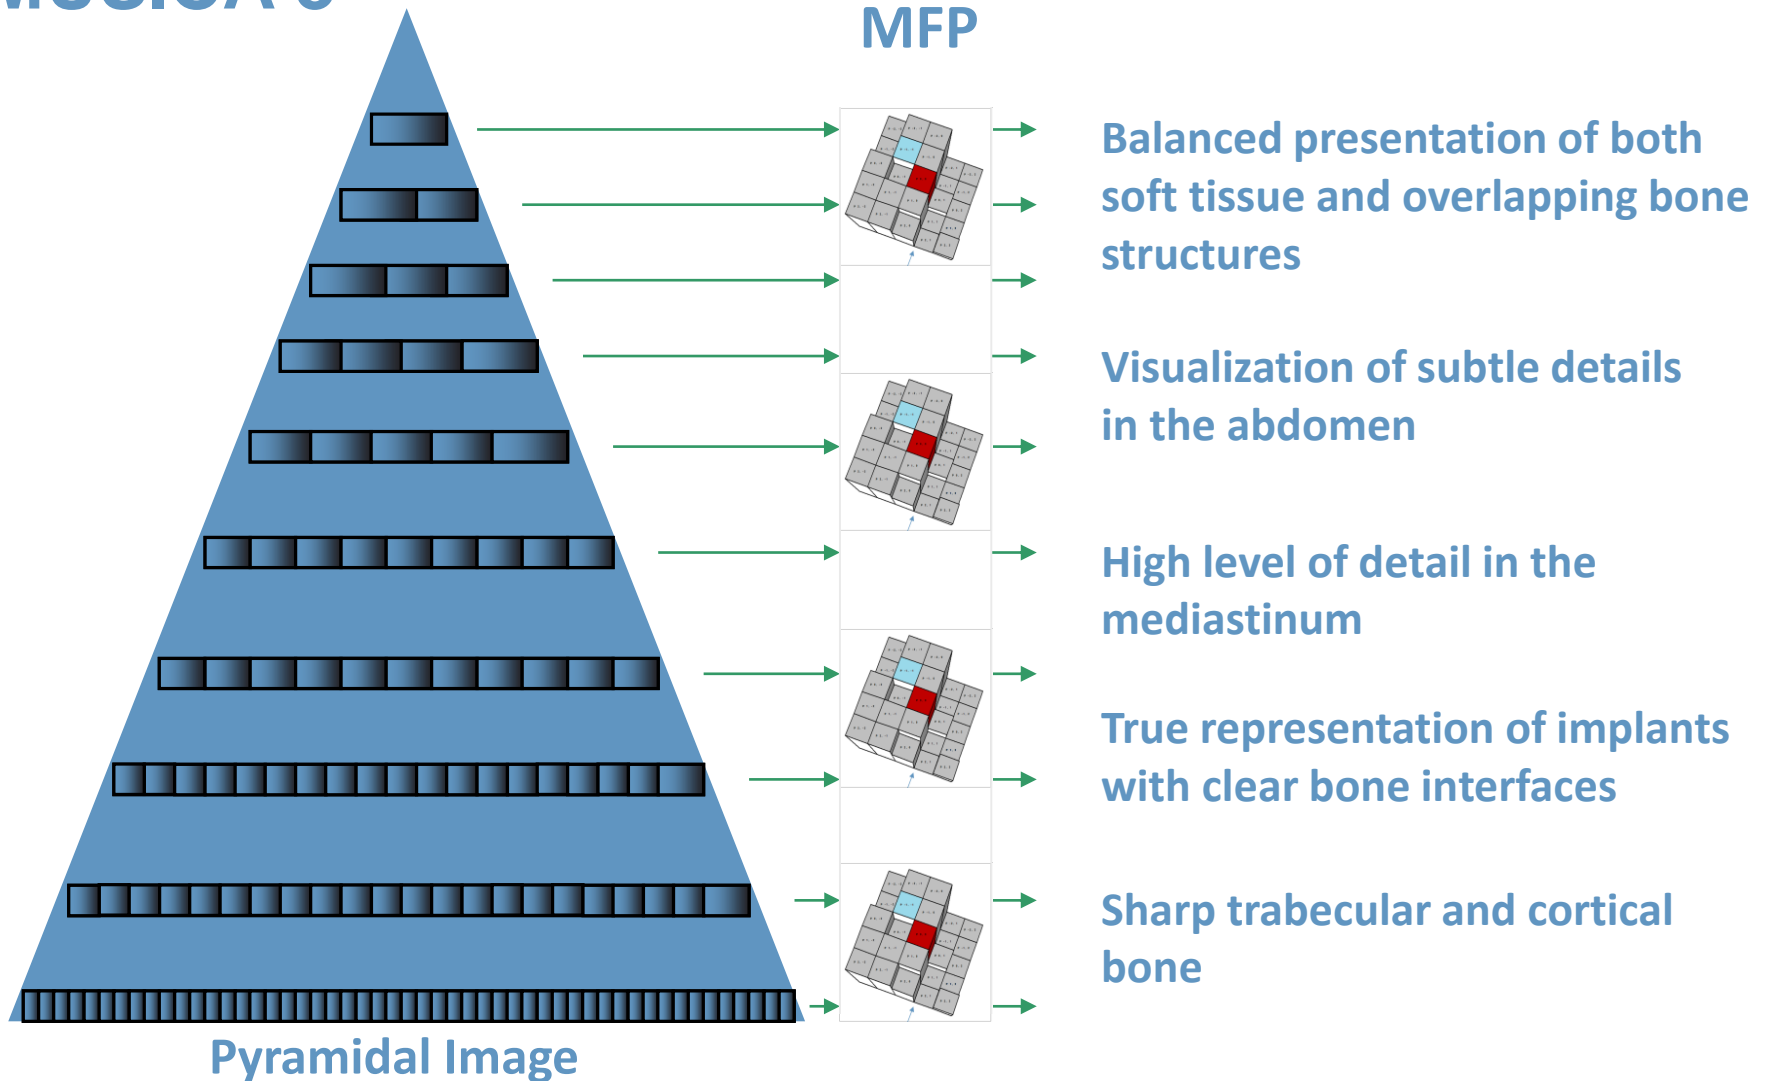 MFP
Balanced presentation of both
soft tissue and overlapping bone
structures
Visualization of subtle details
in the abdomen
High level of detail in the
mediastinum
True representation of implants
with clear bone interfaces
Sharp trabecular and cortical
bone
Pyramidal Image